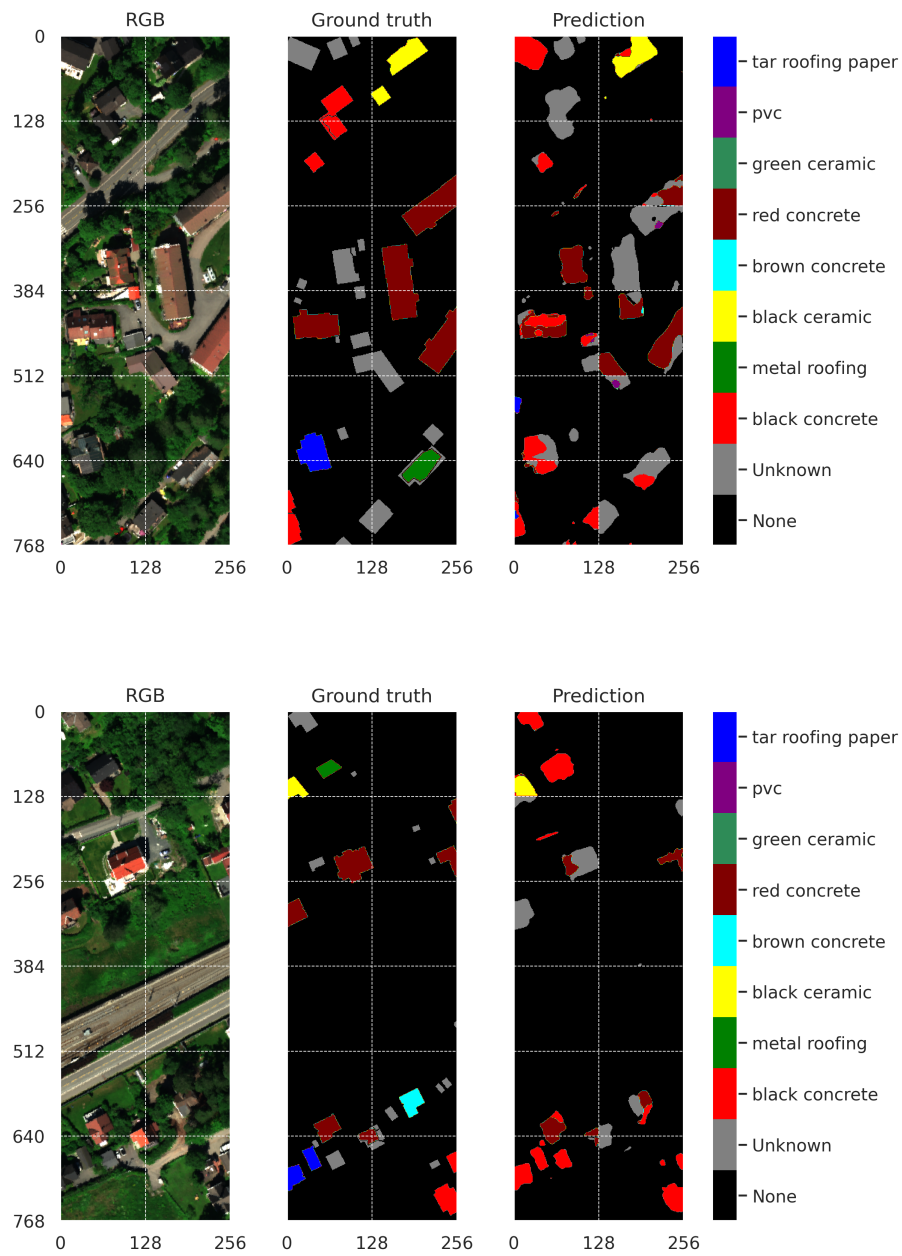 RGB
Ground truth
Prediction
0
128
256
384
512
640
768
0
128
256
0
128
256
0
128
256
tar roofing paper
pvc
green ceramic
red concrete
brown concrete
black ceramic
metal roofing
black concrete
Unknown
None
RGB
Ground truth
Prediction
0
128
256
384
512
640
768
0
128
256
0
128
256
0
128
256
tar roofing paper
pvc
green ceramic
red concrete
brown concrete
black ceramic
metal roofing
black concrete
Unknown
None